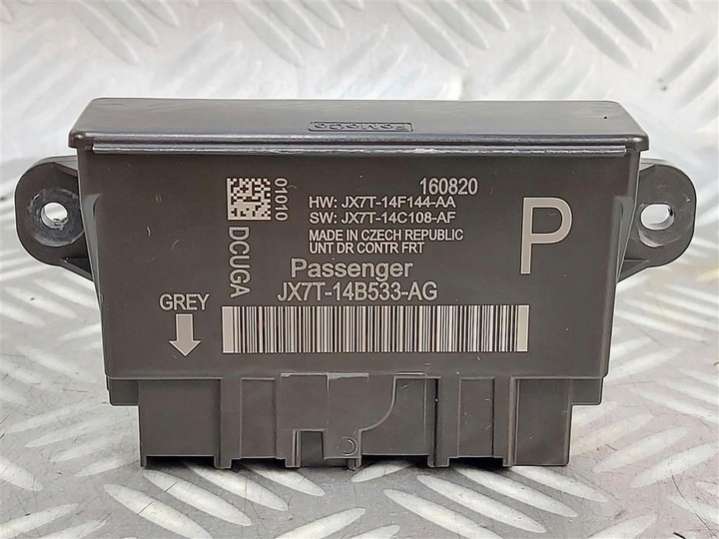 FOMOCO
160820
01010
HW: JX7T-14F144-AA
SW: JX7T-14C108-AF
MADE IN CZECH REPUBLIC
UNT DR CONTR FRT
DCUGA
P
Passenger
GREY
JX7T-14B533-AG
C